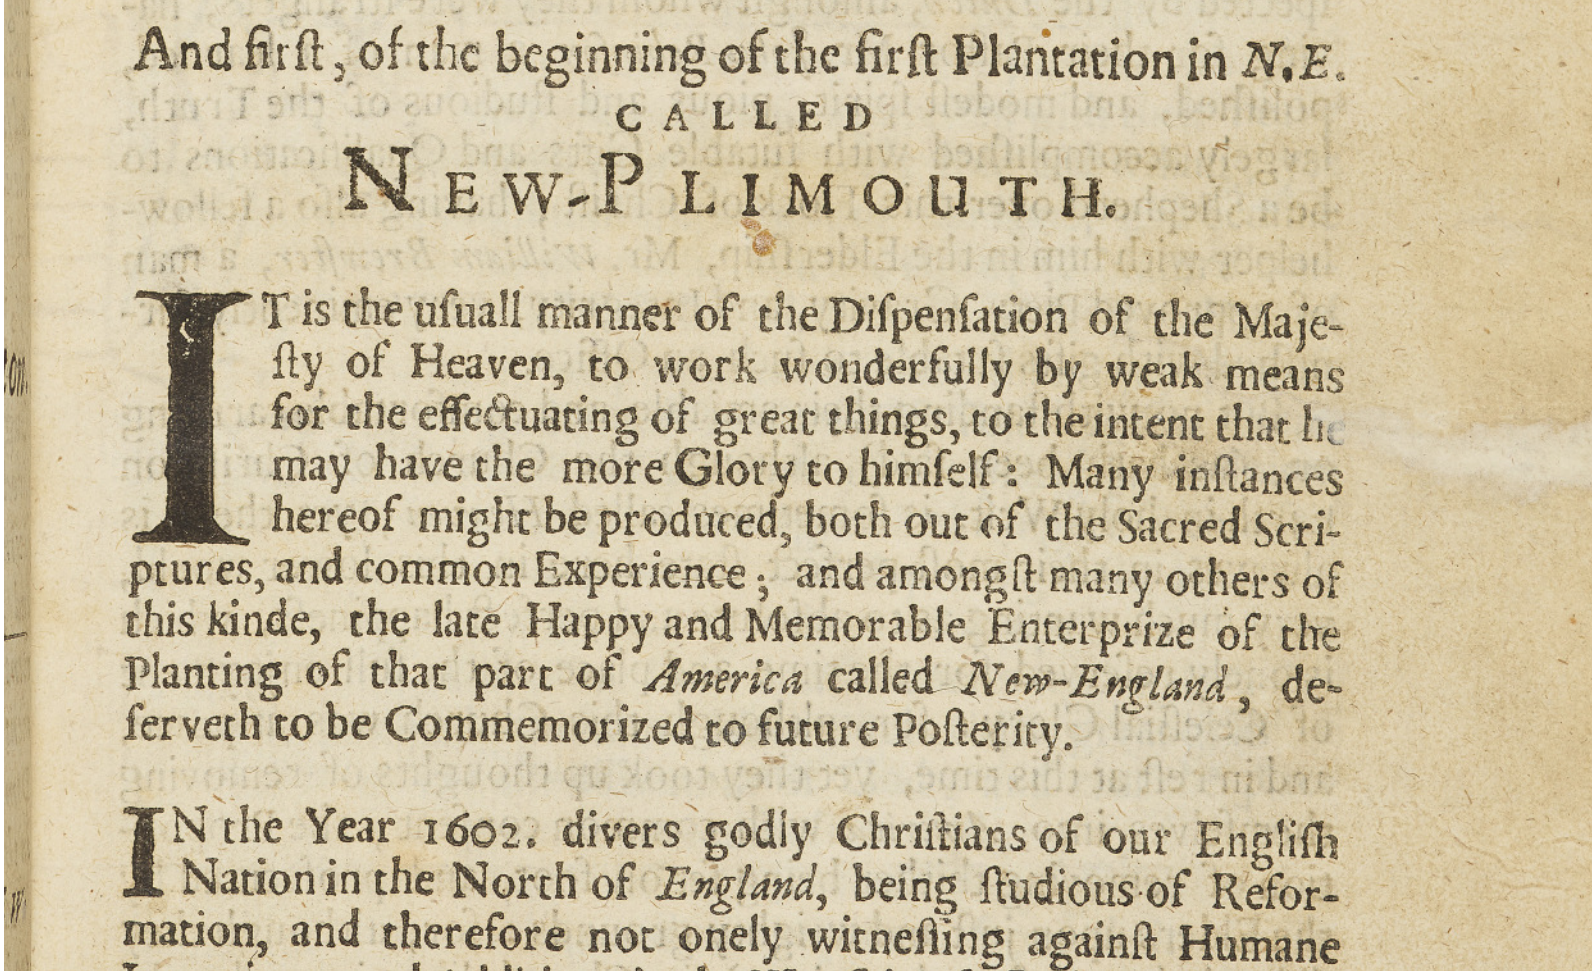 And firſt, of the beginning of the firſt Plantation in N.E.
CALLED
NEW-PLIMOUTH.
IT is the uſuall manner of the Diſpenſation of the Maje-
ſty of Heaven, to work wonderfully by weak means
for the effectuating of great things, to the intent that he
may have the more Glory to himſelf: Many inſtances
hereof might be produced, both out of the Sacred Scri-
ptures, and common Experience; and amongſt many others of
this kinde, the late Happy and Memorable Enterprize of the
Planting of that part of America called New-England, de-
ſerveth to be Commemorized to future Poſterity.
IN the Year 1602. divers godly Chriſtians of our Engliſh
Nation in the North of England, being ſtudious of Refor-
mation, and therefore not onely witneſſing againſt Humane